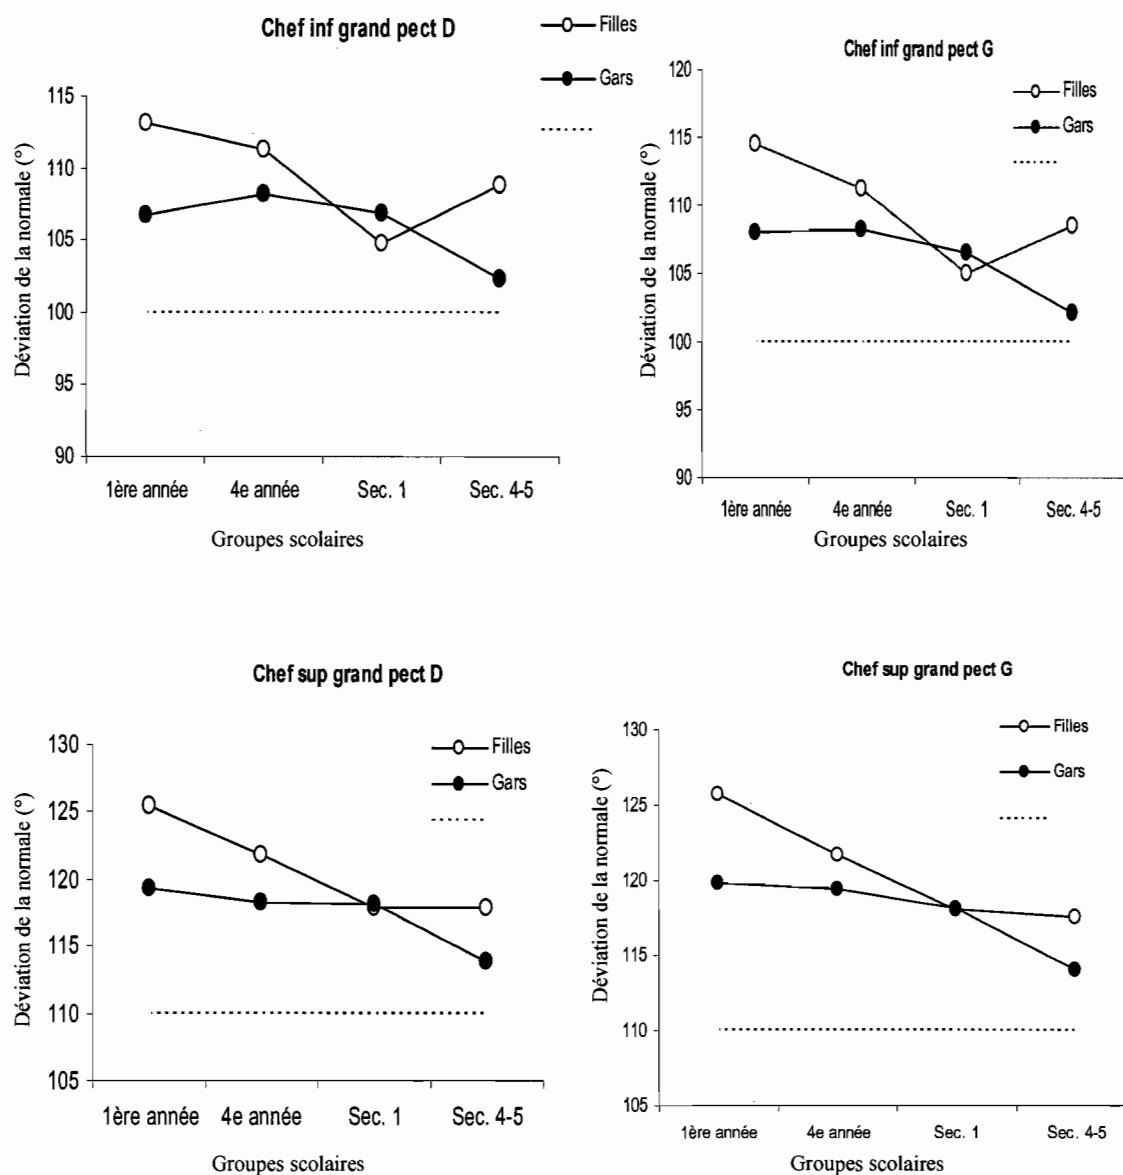 Chef inf grand pect D
Filles
Gars
Déviation de la normale (°)
115
110
105
100
95
90
1ère année 4e année Sec. 1 Sec. 4-5
Groupes scolaires
Chef inf grand pect G
Filles
Gars
Déviation de la normale (°)
120
115
110
105
100
95
90
1ère année 4e année Sec. 1 Sec. 4-5
Groupes scolaires
Chef sup grand pect D
Filles
Gars
Déviation de la normale (°)
130
125
120
115
110
105
1ère année 4e année Sec. 1 Sec. 4-5
Groupes scolaires
Chef sup grand pect G
Filles
Gars
Déviation de la normale (°)
130
125
120
115
110
105
1ère année 4e année Sec. 1 Sec. 4-5
Groupes scolaires